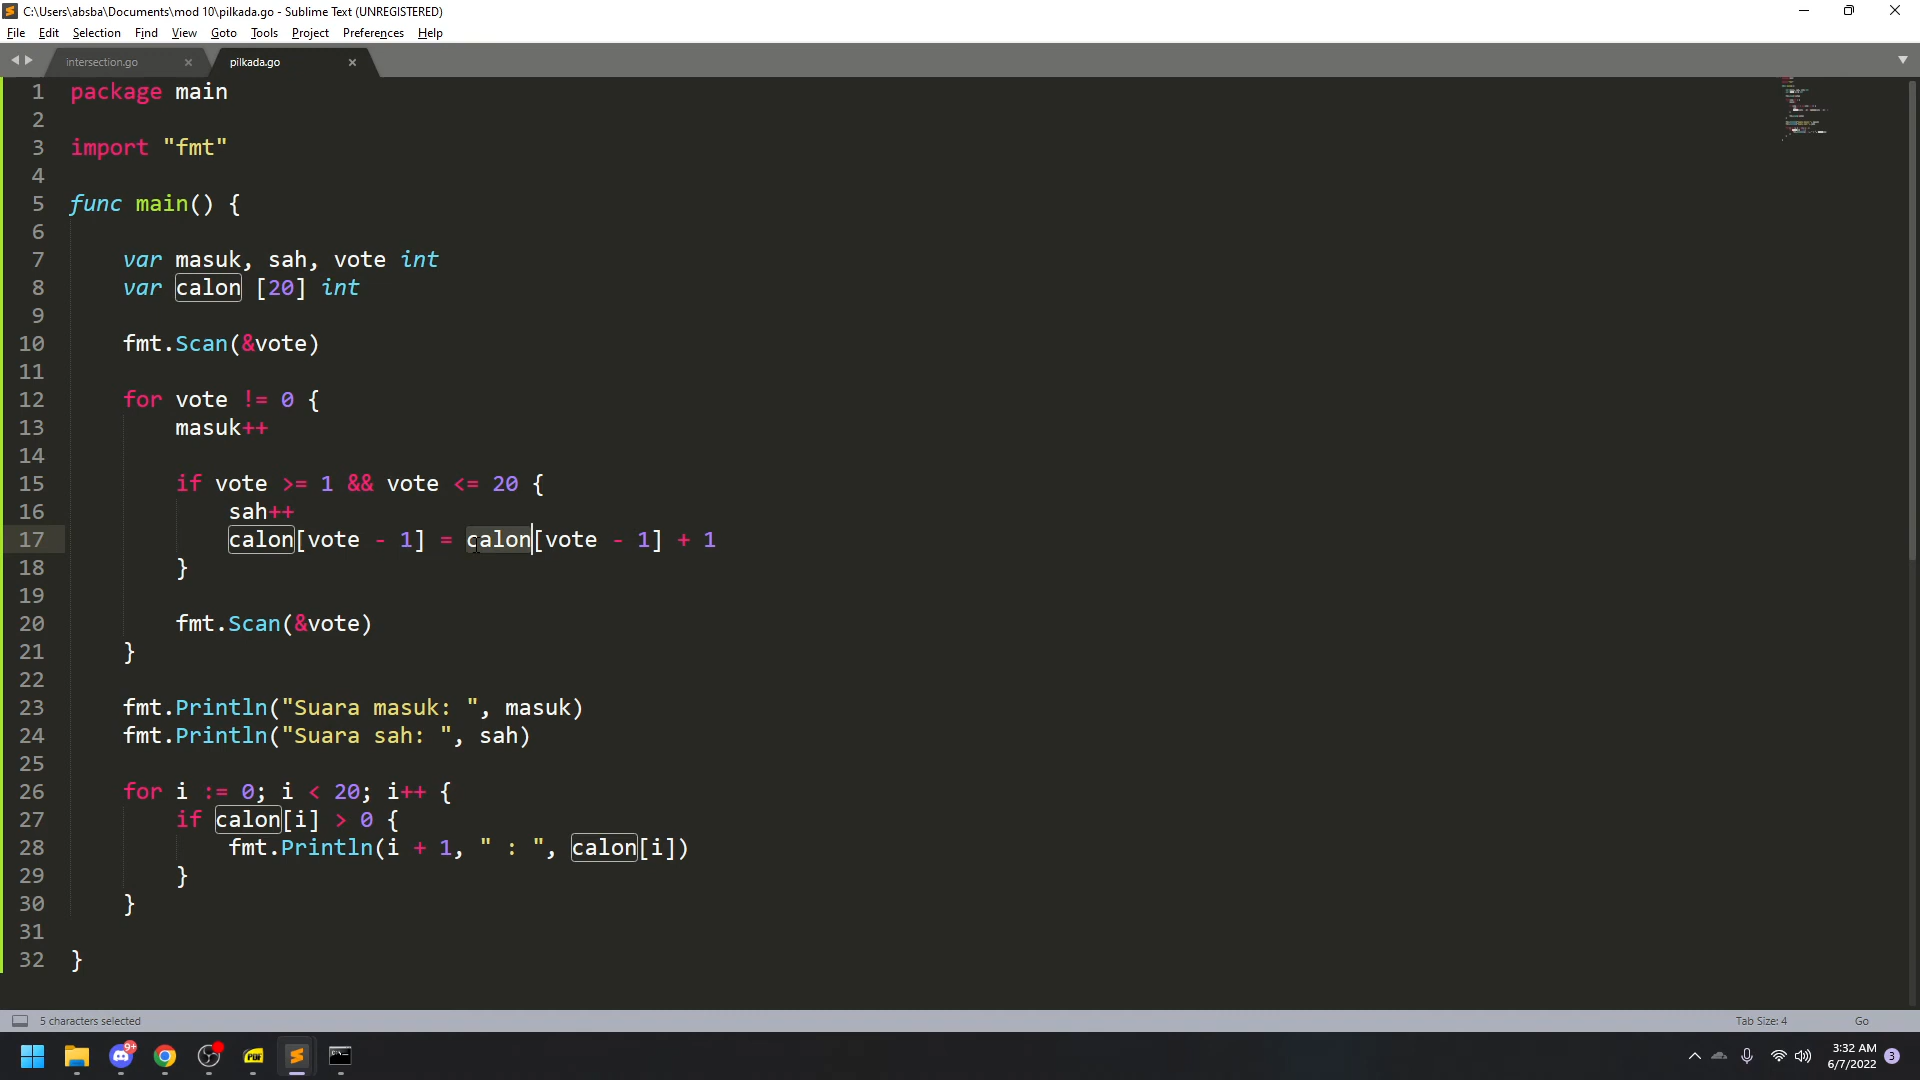 C:\Users\absba\Documents\mod 10\pilkada.go - Sublime Text (UNREGISTERED)
File Edit Selection Find View Goto Tools Project Preferences Help
intersection.go pilkada.go
1 package main
2
3 import "fmt"
4
5 func main() {
6
7 var masuk, sah, vote int
8 var calon [20] int
9
10 fmt.Scan(&vote)
11
12 for vote != 0 {
13 masuk++
14
15 if vote >= 1 && vote <= 20 {
16 sah++
17 calon[vote - 1] = calon[vote - 1] + 1
18 }
19
20 fmt.Scan(&vote)
21 }
22
23 fmt.Println("Suara masuk: ", masuk)
24 fmt.Println("Suara sah: ", sah)
25
26 for i := 0; i < 20; i++ {
27 if calon[i] > 0 {
28 fmt.Println(i + 1, " : ", calon[i])
29 }
30 }
31
32 }
5 characters selected Tab Size: 4 Go
9+ PDF 3:32 AM 3
6/7/2022